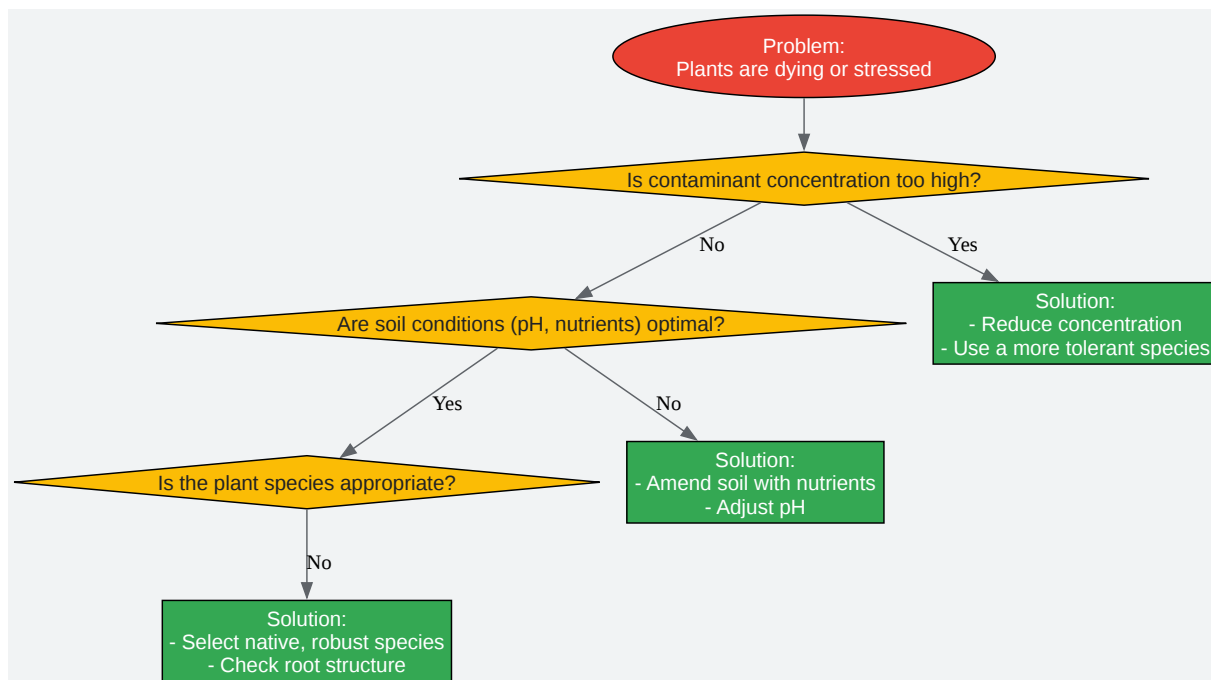 Problem:
Plants are dying or stressed
Is contaminant concentration too high?
No
Yes
Are soil conditions (pH, nutrients) optimal?
Solution:
- Reduce concentration
- Use a more tolerant species
Yes
No
Is the plant species appropriate?
Solution:
- Amend soil with nutrients
- Adjust pH
No
Solution:
- Select native, robust species
- Check root structure